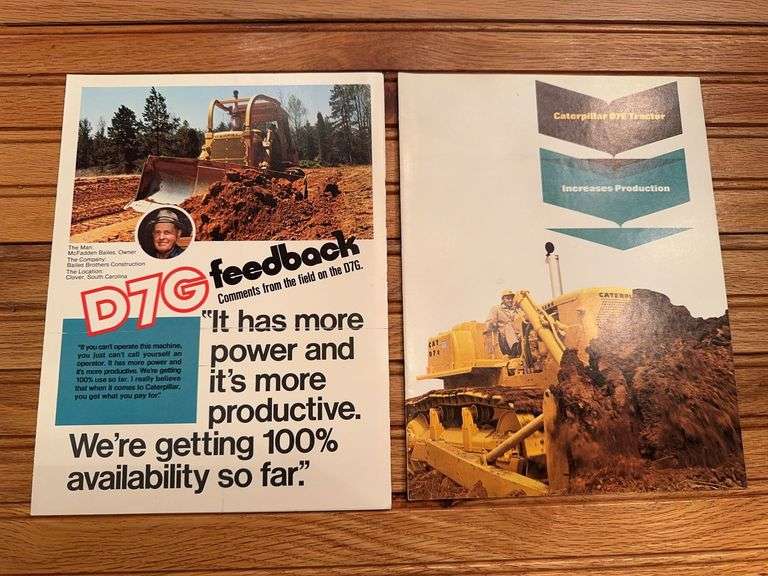 The Man:
McFadden Bailes, Owner
The Company:
Bailes Brothers Construction
The Location:
Clover, South Carolina
D7G feedback
Comments from the field on the D7G.
"If you can't operate this machine,
you just can't call yourself an
operator. It has more power and
it's more productive. We're getting
100% use so far. I really believe
that when it comes to Caterpillar,
you get what you pay for."
"It has more
power and
it's more
productive.
We're getting 100%
availability so far."
Caterpillar D7E Tractor
Increases Production
CATERPILLAR
CAT
D7E